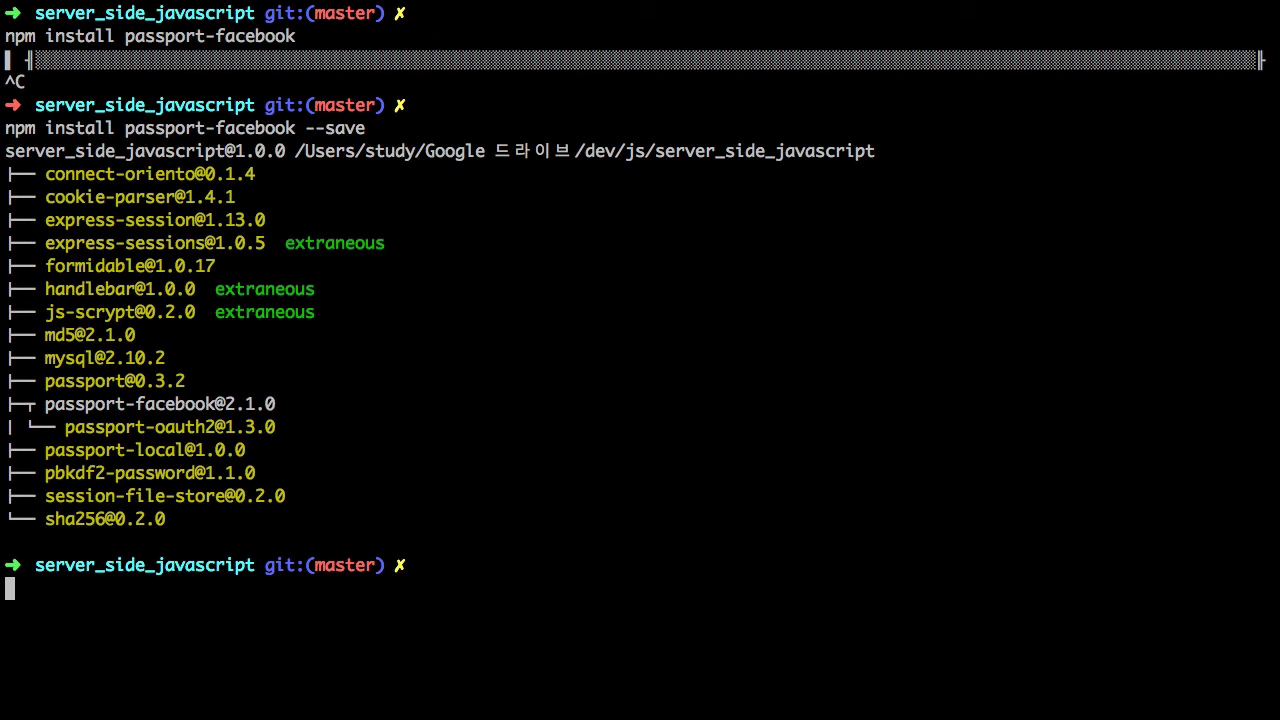 ➜ server_side_javascript git:(master) ✗
npm install passport-facebook
^C
➜ server_side_javascript git:(master) ✗
npm install passport-facebook --save
server_side_javascript@1.0.0 /Users/study/Google 드라이브/dev/js/server_side_javascript
├── connect-oriento@0.1.4
├── cookie-parser@1.4.1
├── express-session@1.13.0
├── express-sessions@1.0.5 extraneous
├── formidable@1.0.17
├── handlebar@1.0.0 extraneous
├── js-scrypt@0.2.0 extraneous
├── md5@2.1.0
├── mysql@2.10.2
├── passport@0.3.2
├─┬ passport-facebook@2.1.0
│ └── passport-oauth2@1.3.0
├── passport-local@1.0.0
├── pbkdf2-password@1.1.0
├── session-file-store@0.2.0
└── sha256@0.2.0
➜ server_side_javascript git:(master) ✗